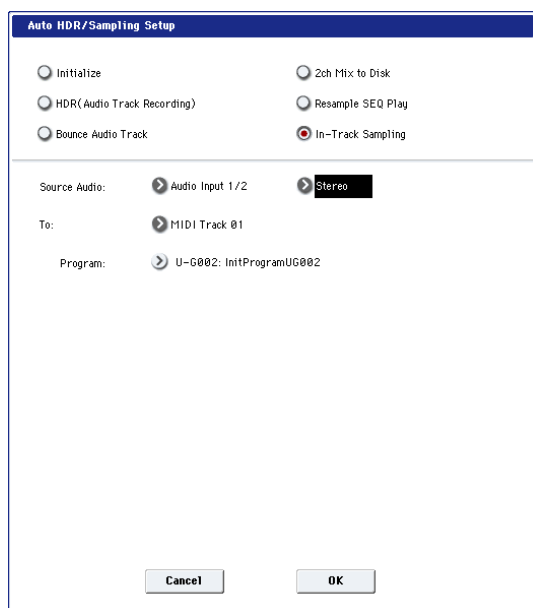 Auto HDR/Sampling Setup
Initialize
2ch Mix to Disk
HDR(Audio Track Recording)
Resample SEQ Play
Bounce Audio Track
In-Track Sampling
Source Audio: Audio Input 1/2 Stereo
To: MIDI Track 01
Program: U-G002: InitProgramUG002
Cancel OK